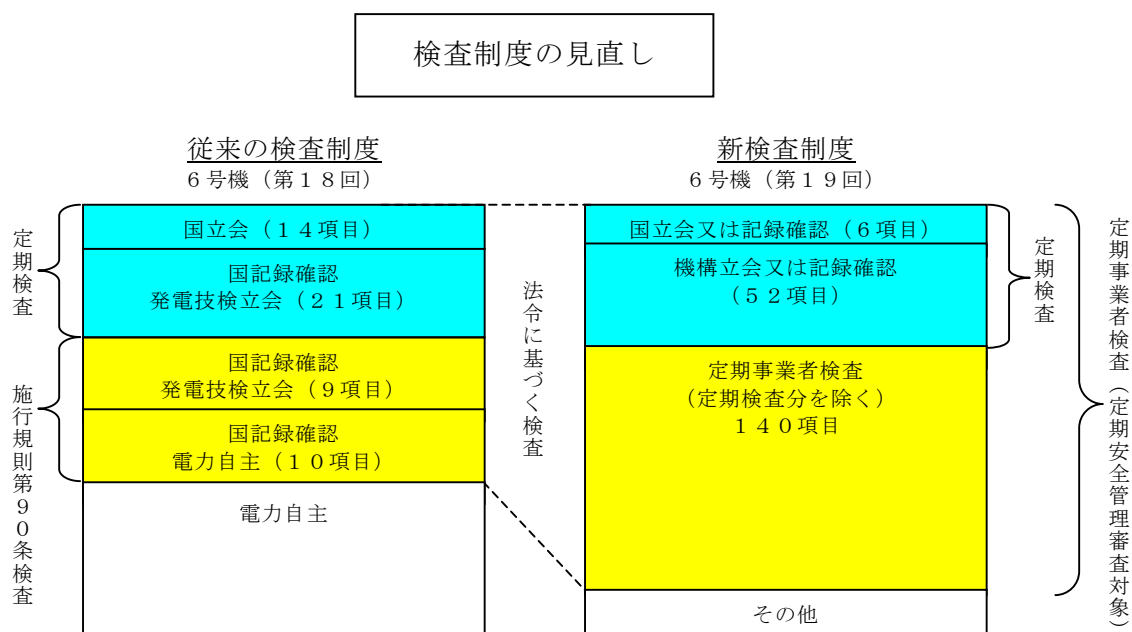 検査制度の見直し
従来の検査制度
６号機（第１８回）
定期検査
国立会（１４項目）
国記録確認
発電技検立会（２１項目）
施行規則第９０条検査
国記録確認
発電技検立会（９項目）
国記録確認
電力自主（１０項目）
電力自主
法令に基づく検査
新検査制度
６号機（第１９回）
国立会又は記録確認（６項目）
機構立会又は記録確認
（５２項目）
定期検査
定期事業者検査
（定期検査分を除く）
１４０項目
その他
定期事業者検査（定期安全管理審査対象）